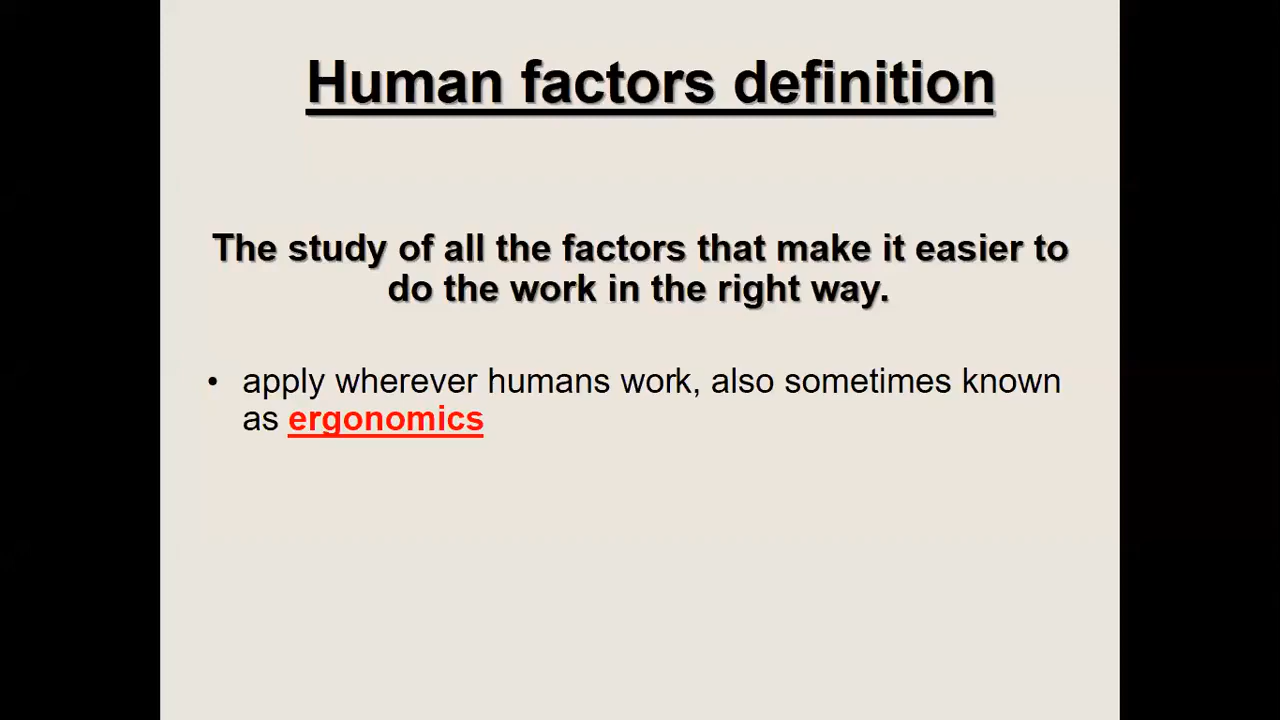 Human factors definition
The study of all the factors that make it easier to
do the work in the right way.
• apply wherever humans work, also sometimes known
as ergonomics